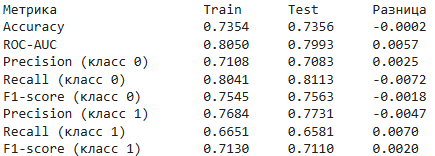 Метрика Train Test Разница
Accuracy 0.7354 0.7356 -0.0002
ROC-AUC 0.8050 0.7993 0.0057
Precision (класс 0) 0.7108 0.7083 0.0025
Recall (класс 0) 0.8041 0.8113 -0.0072
F1-score (класс 0) 0.7545 0.7563 -0.0018
Precision (класс 1) 0.7684 0.7731 -0.0047
Recall (класс 1) 0.6651 0.6581 0.0070
F1-score (класс 1) 0.7130 0.7110 0.0020